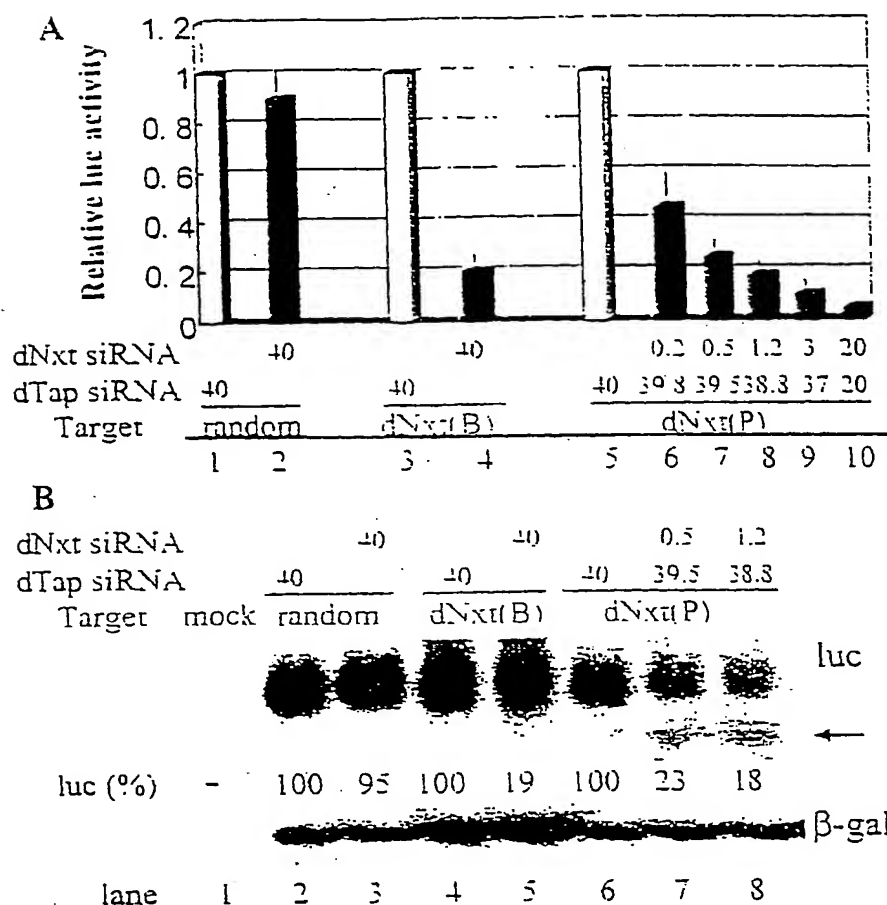 A
Relative luc activity
1.2
1
0.8
0.6
0.4
0.2
0
dNxt siRNA 40 40 0.2 0.5 1.2 3 20
dTap siRNA 40 40 40 39.8 39.5 38.8 37 20
Target random dNxt(B) dNxt(P)
1 2 3 4 5 6 7 8 9 10
B
dNxt siRNA 40 40 0.5 1.2
dTap siRNA 40 40 40 39.5 38.8
Target mock random dNxt(B) dNxt(P)
luc
luc (%) - 100 95 100 19 100 23 18
β-gal
lane 1 2 3 4 5 6 7 8